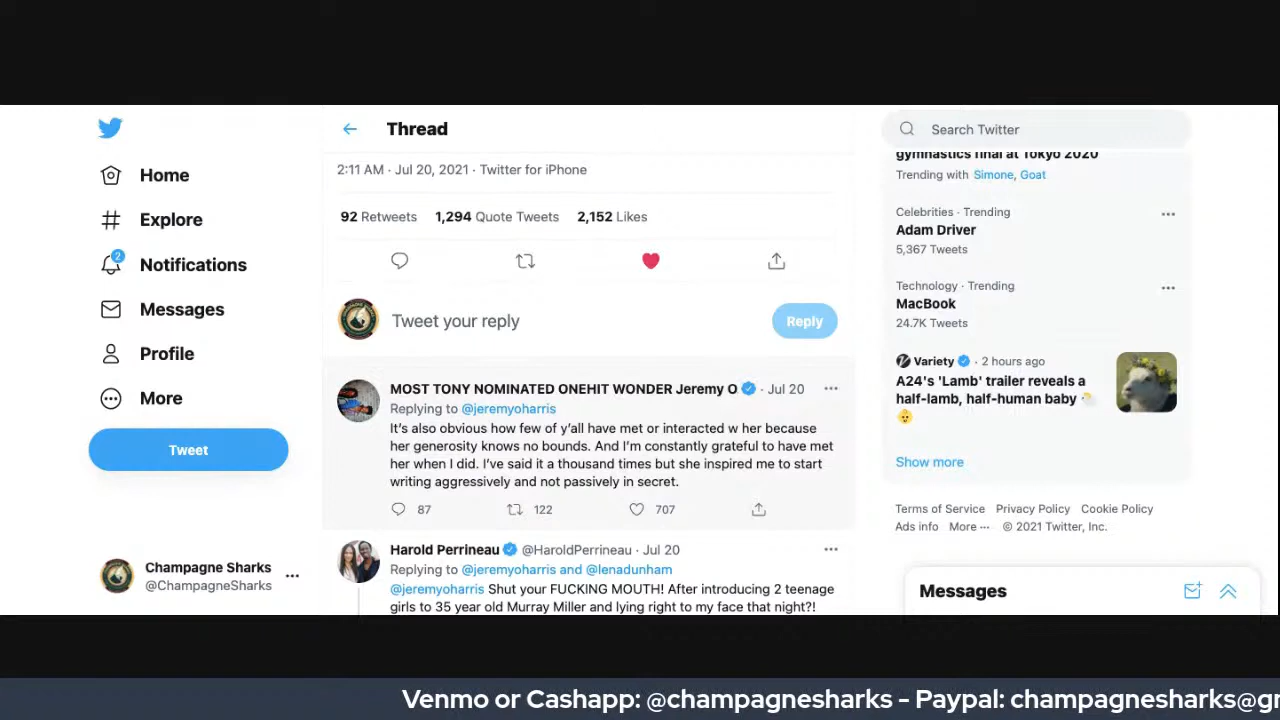 Thread
2:11 AM · Jul 20, 2021 · Twitter for iPhone
92 Retweets 1,294 Quote Tweets 2,152 Likes
Tweet your reply
Reply
MOST TONY NOMINATED ONEHIT WONDER Jeremy O · Jul 20
Replying to @jeremyoharris
It's also obvious how few of y'all have met or interacted w her because
her generosity knows no bounds. And I'm constantly grateful to have met
her when I did. I've said it a thousand times but she inspired me to start
writing aggressively and not passively in secret.
87 122 707
Harold Perrineau @HaroldPerrineau · Jul 20
Replying to @jeremyoharris and @lenadunham
@jeremyoharris Shut your FUCKING MOUTH! After introducing 2 teenage
girls to 35 year old Murray Miller and lying right to my face that night?!
Home
Explore
2
Notifications
Messages
Profile
More
Tweet
Champagne Sharks
@ChampagneSharks
Search Twitter
gymnastics final at Tokyo 2020
Trending with Simone, Goat
Celebrities · Trending
Adam Driver
5,367 Tweets
Technology · Trending
MacBook
24.7K Tweets
Variety · 2 hours ago
A24's 'Lamb' trailer reveals a
half-lamb, half-human baby
Show more
Terms of Service Privacy Policy Cookie Policy
Ads info More ··· © 2021 Twitter, Inc.
Messages
Venmo or Cashapp: @champagnesharks - Paypal: champagnesharks@gr